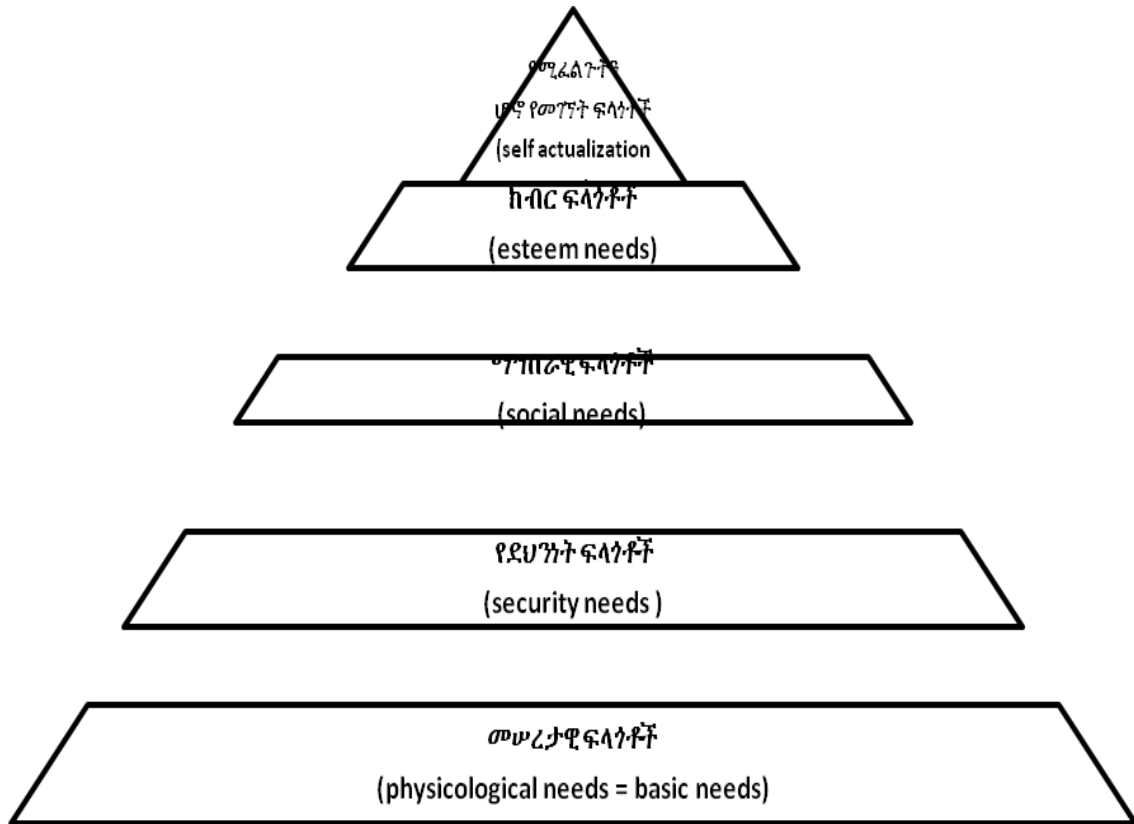 የሚፈልጉትን
ሆኖ የመገኘት ፍላጎቶች
(self actualization
ክብር ፍላጎቶች
(esteem needs)
ማኅበራዊ ፍላጎቶች
(social needs)
የደህንነት ፍላጎቶች
(security needs )
መሠረታዊ ፍላጎቶች
(physicological needs = basic needs)